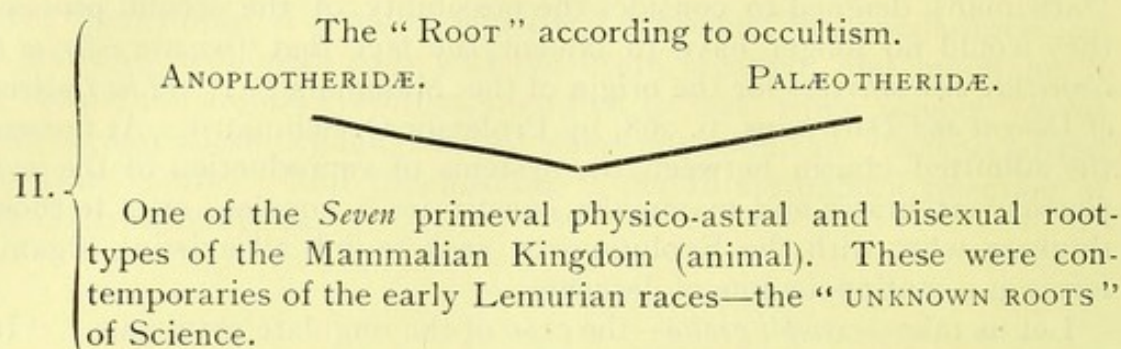 The “ ROOT ” according to occultism.
ANOPLOTHERIDÆ. PALÆOTHERIDÆ.
II.
One of the Seven primeval physico-astral and bisexual root-
types of the Mammalian Kingdom (animal). These were con-
temporaries of the early Lemurian races—the “ UNKNOWN ROOTS ”
of Science.